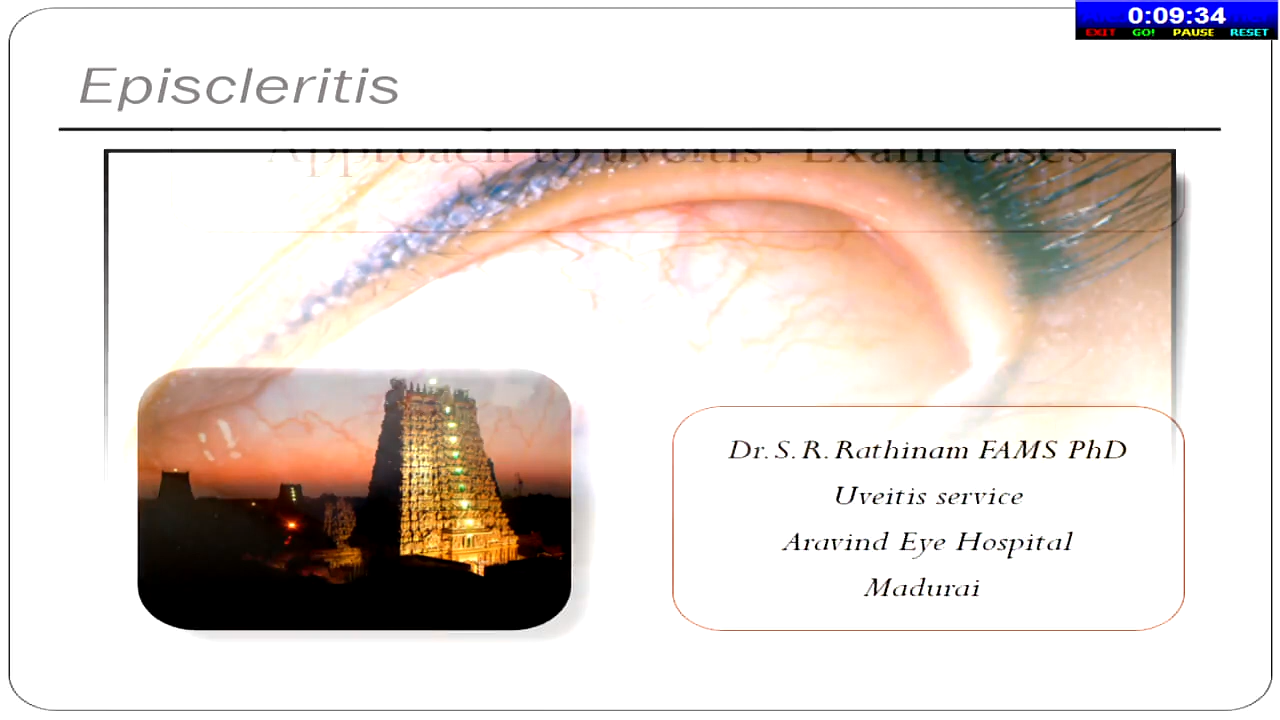 0:09:34
EXIT GO! PAUSE RESET
Episcleritis
Approach to uveitis- Exam cases
Dr. S. R. Rathinam FAMS PhD
Uveitis service
Aravind Eye Hospital
Madurai